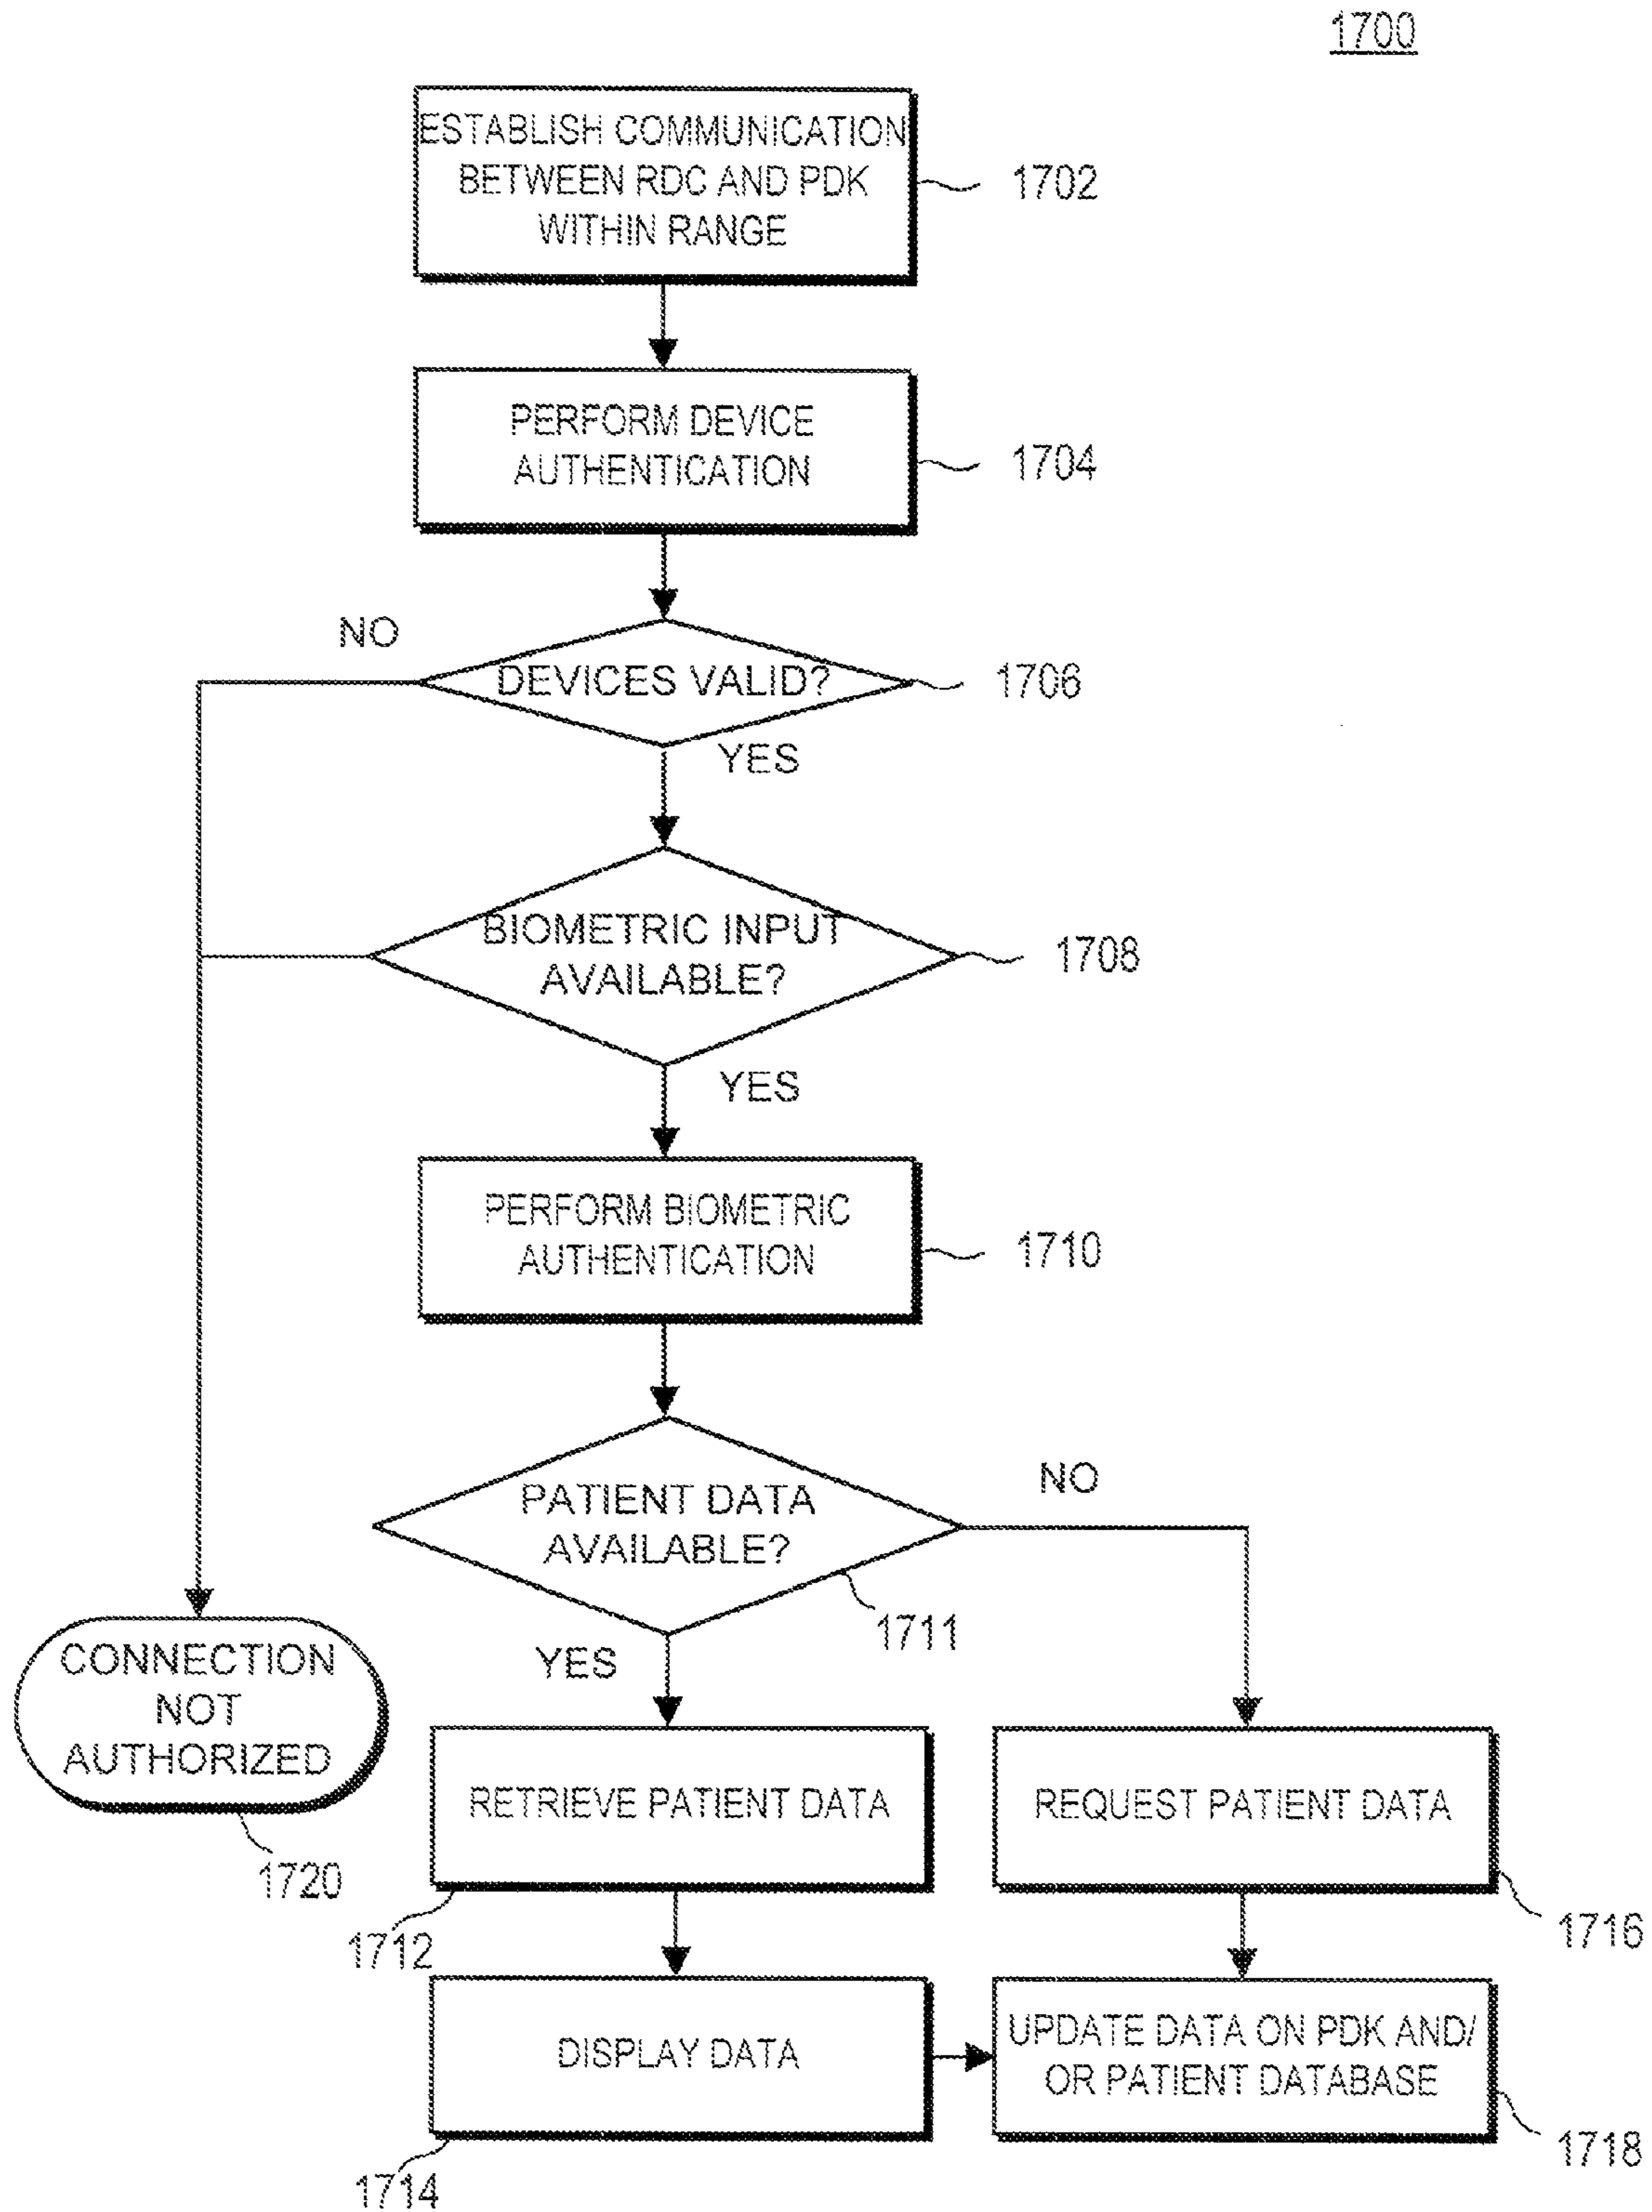 1700
ESTABLISH COMMUNICATION
BETWEEN RDC AND PDK
WITHIN RANGE
1702
PERFORM DEVICE
AUTHENTICATION
1704
NO
DEVICES VALID?
1706
YES
BIOMETRIC INPUT
AVAILABLE?
1708
YES
PERFORM BIOMETRIC
AUTHENTICATION
1710
PATIENT DATA
AVAILABLE?
NO
1711
YES
CONNECTION
NOT
AUTHORIZED
1720
RETRIEVE PATIENT DATA
1712
REQUEST PATIENT DATA
1716
DISPLAY DATA
1714
UPDATE DATA ON PDK AND/
OR PATIENT DATABASE
1718